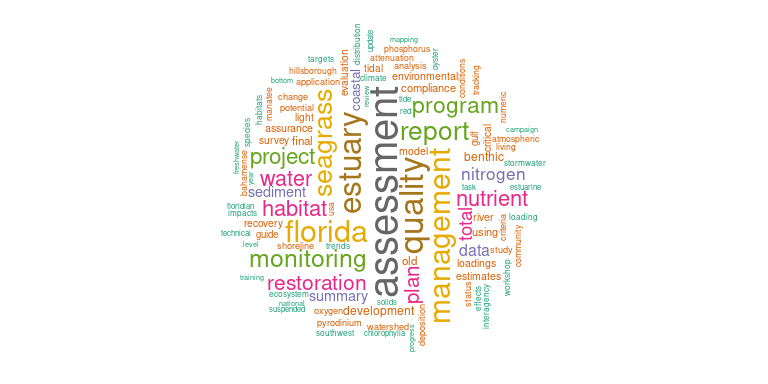 mapping
phosphorus
update
distribution
attenuation
oyster
targets
evaluation
tidal
analysis
hillsborough
climate
environmental
conditions
tracking
bottom
application
coastal
review
compliance
manatee
change
seagrass
assessment
tide
program
numeric
habitats
potential
light
red
species
assurance
estuary
report
critical
campaign
survey
final
gulf
atmospheric
living
freshwater
project
model
benthic
stormwater
bahamense
year
water
quality
management
nitrogen
sediment
task
estuarine
floridian
habitat
usa
nutrient
impacts
total
river
loading
recovery
florida
criteria
technical
guide
using
level
shoreline
trends
data
study
community
monitoring
old
loadings
training
restoration
plan
estimates
workshop
ecosystem
summary
status
effects
interagency
national
solids
suspended
oxygen
development
deposition
pyrodinium
watershed
southwest
chlorophylla
progress